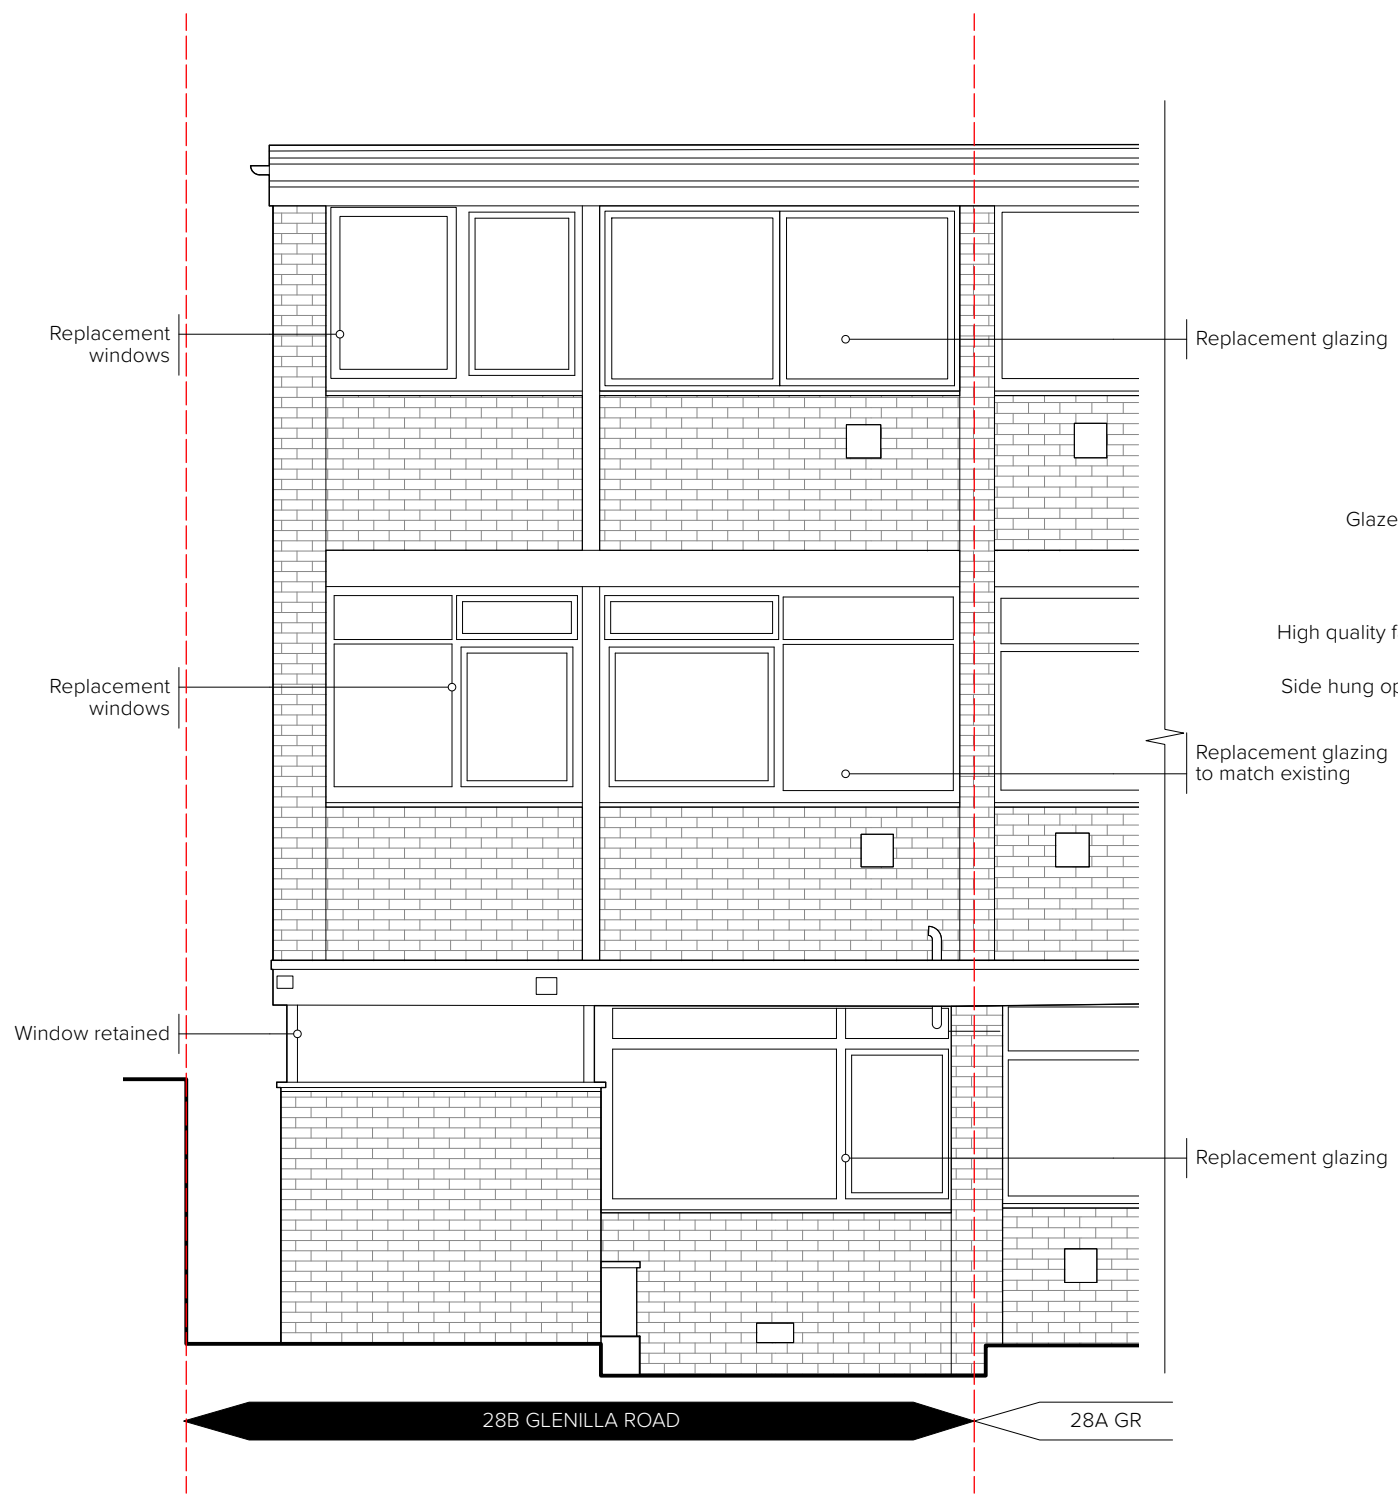 Replacement
windows
Replacement glazing
Glaze
High quality f
Replacement
windows
Side hung op
Replacement glazing
to match existing
Window retained
Replacement glazing
28B GLENILLA ROAD
28A GR